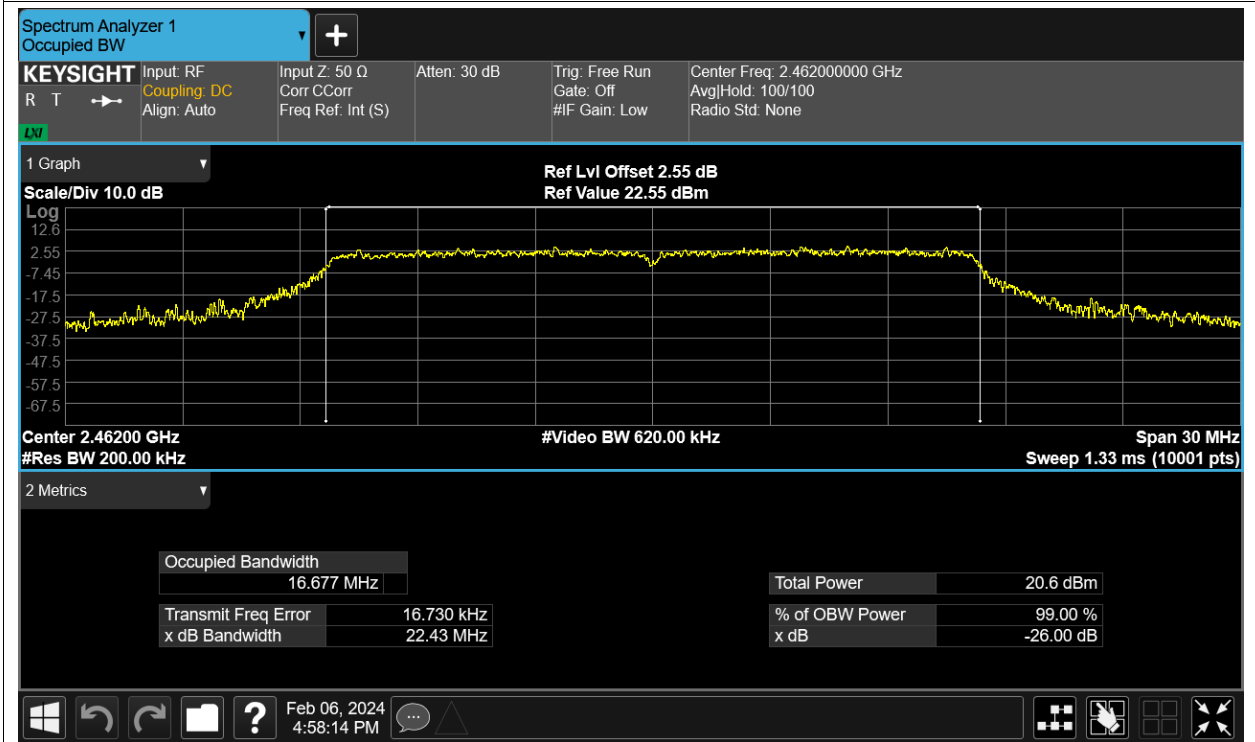 Spectrum Analyzer 1
Occupied BW
KEYSIGHT
R T
LXI
Input: RF
Coupling: DC
Align: Auto
Input Z: 50 Ω
Corr CCorr
Freq Ref: Int (S)
Atten: 30 dB
Trig: Free Run
Gate: Off
#IF Gain: Low
Center Freq: 2.462000000 GHz
Avg|Hold: 100/100
Radio Std: None
1 Graph
Scale/Div 10.0 dB
Ref Lvl Offset 2.55 dB
Ref Value 22.55 dBm
Log
12.6
2.55
-7.45
-17.5
-27.5
-37.5
-47.5
-57.5
-67.5
Center 2.46200 GHz
#Video BW 620.00 kHz
Span 30 MHz
#Res BW 200.00 kHz
Sweep 1.33 ms (10001 pts)
2 Metrics
Occupied Bandwidth
16.677 MHz
Total Power 20.6 dBm
Transmit Freq Error 16.730 kHz
% of OBW Power 99.00 %
x dB Bandwidth 22.43 MHz
x dB -26.00 dB
?
Feb 06, 2024
4:58:14 PM